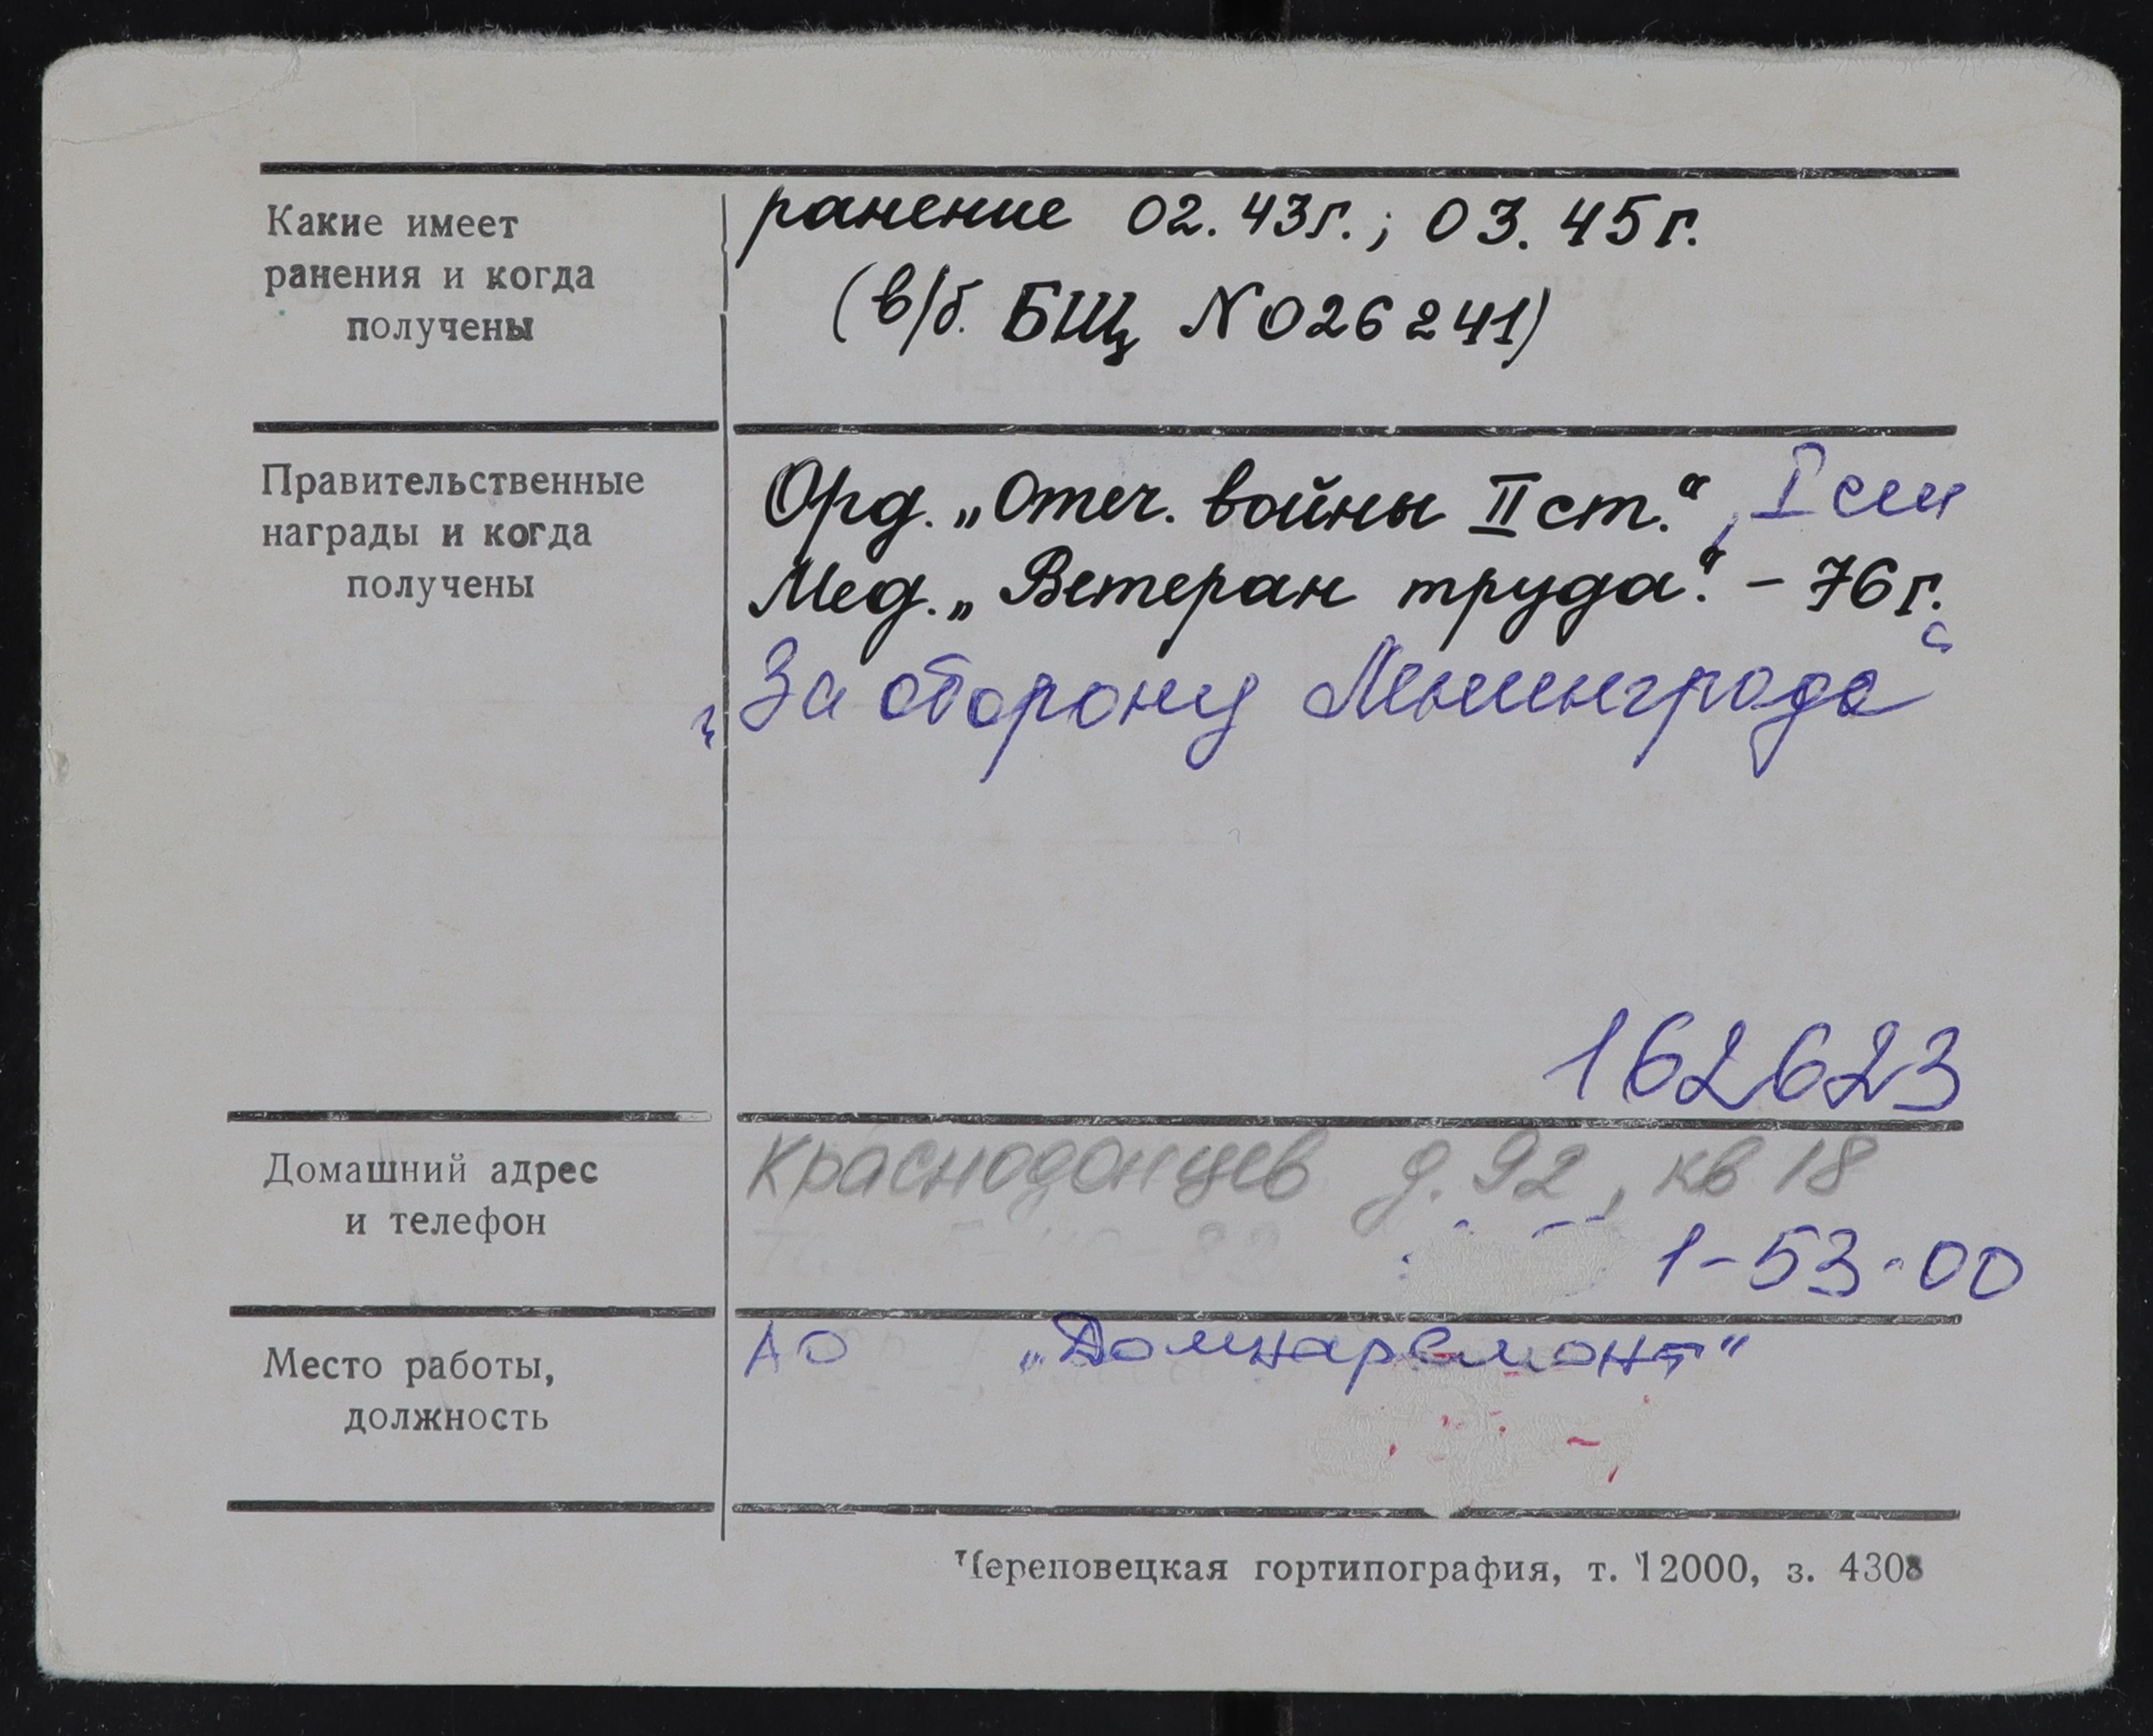 Какие имеет
ранения и когда
получены
ранение 02.43г.; 03.45г.
(в/б. БЩ N026241)
Правительственные
награды и когда
получены
Орд. „Отеч. войны II ст.“, I сти
Мед. „Ветеран труда“. – 76г.
„За оборону Ленинграда“
162623
Домашний адрес
и телефон
Краснодонцев д. 92, кв 18
1-53-00
Место работы,
должность
АО „Домнаремонт“
Череповецкая гортипография, т. 12000, з. 4308